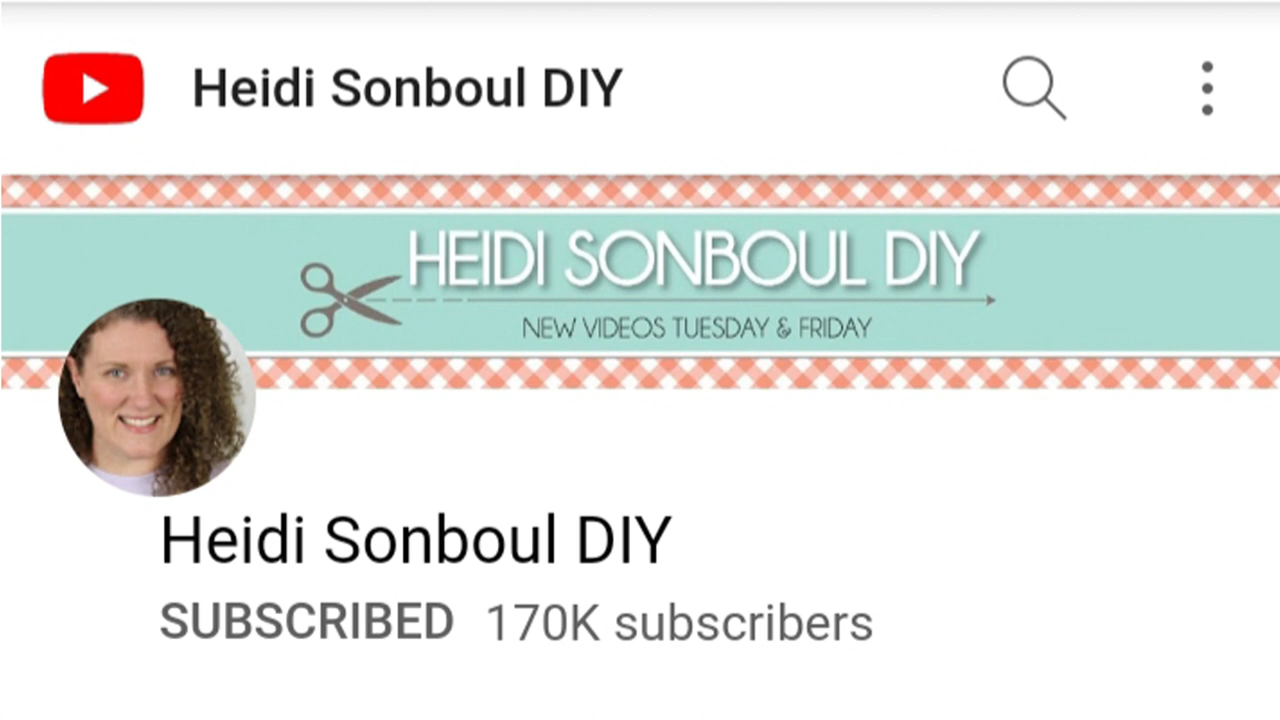 Heidi Sonboul DIY
HEIDI SONBOUL DIY
NEW VIDEOS TUESDAY & FRIDAY
Heidi Sonboul DIY
SUBSCRIBED 170K subscribers